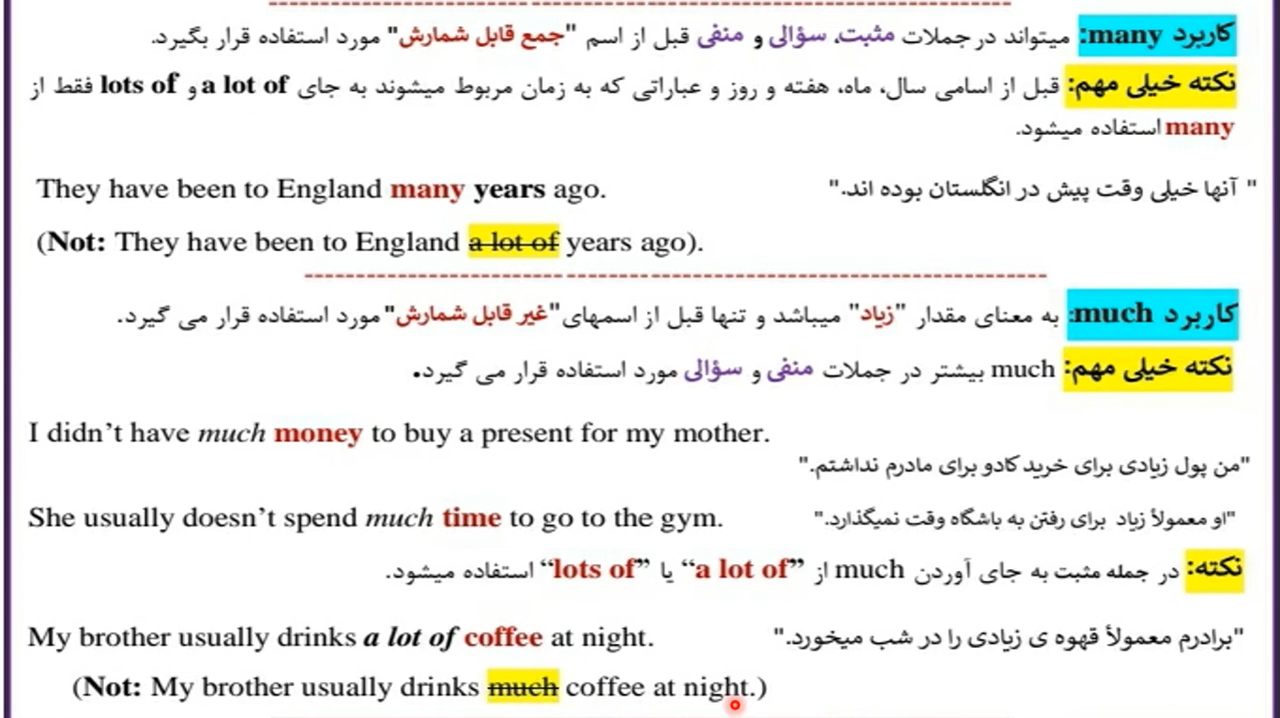 کاربرد many: میتواند در جملات مثبت، سؤالی و منفی قبل از اسم "جمع قابل شمارش" مورد استفاده قرار بگیرد.
نکته خیلی مهم: قبل از اسامی سال، ماه، هفته و روز و عباراتی که به زمان مربوط میشوند به جای a lot of و lots of فقط از
many استفاده میشود.
They have been to England many years ago. " آنها خیلی وقت پیش در انگلستان بوده اند."
(Not: They have been to England a lot of years ago).
کاربرد much: به معنای مقدار "زیاد" میباشد و تنها قبل از اسمهای "غیر قابل شمارش" مورد استفاده قرار می گیرد.
نکته خیلی مهم: much بیشتر در جملات منفی و سؤالی مورد استفاده قرار می گیرد.
I didn't have much money to buy a present for my mother.
"من پول زیادی برای خرید کادو برای مادرم نداشتم."
She usually doesn't spend much time to go to the gym. "او معمولاً زیاد برای رفتن به باشگاه وقت نمیگذارد."
نکته: در جمله مثبت به جای آوردن much از “a lot of” یا “lots of” استفاده میشود.
My brother usually drinks a lot of coffee at night. "برادرم معمولاً قهوه ی زیادی را در شب میخورد."
(Not: My brother usually drinks much coffee at night.)